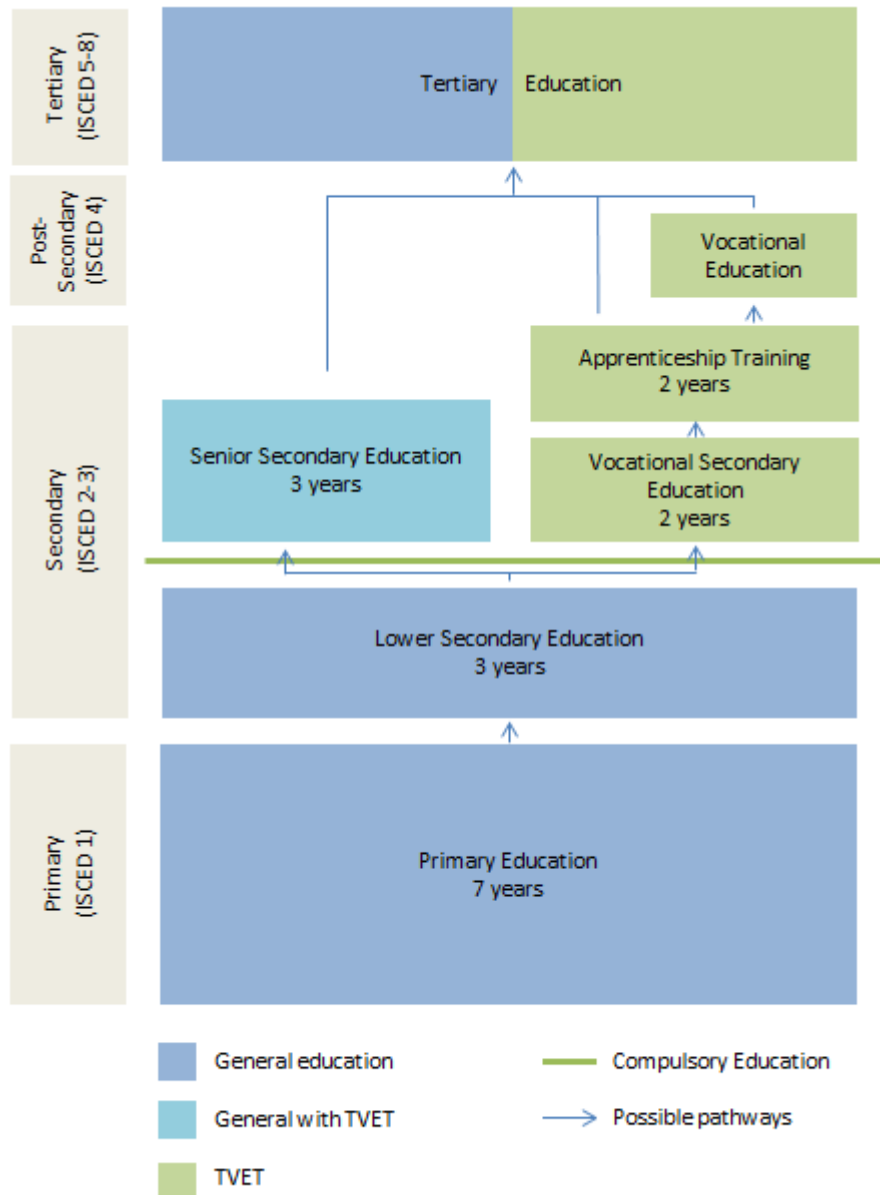 Tertiary
(ISCED 5-8)
Tertiary Education
Post-
Secondary
(ISCED 4)
Vocational
Education
Secondary
(ISCED 2-3)
Apprenticeship Training
2 years
Senior Secondary Education
3 years
Vocational Secondary
Education
2 years
Lower Secondary Education
3 years
Primary
(ISCED 1)
Primary Education
7 years
General education
Compulsory Education
General with TVET
Possible pathways
TVET